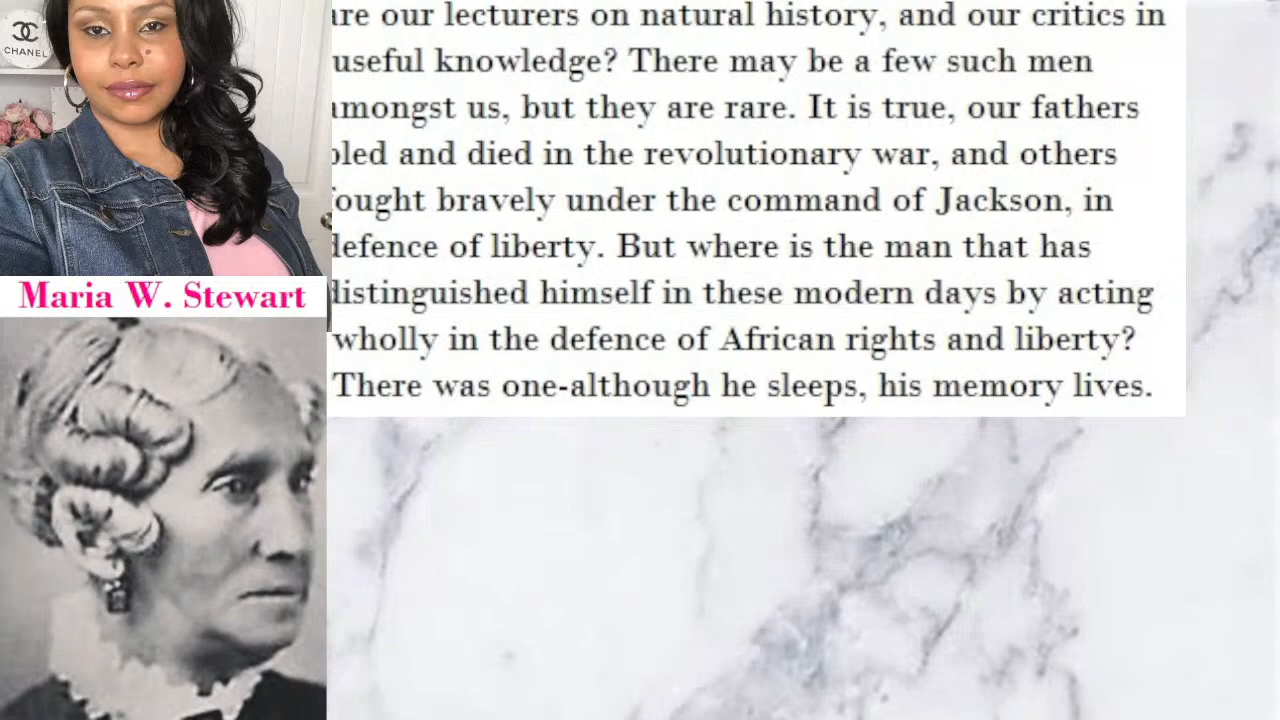 CHANEL
are our lecturers on natural history, and our critics in
useful knowledge? There may be a few such men
amongst us, but they are rare. It is true, our fathers
bled and died in the revolutionary war, and others
fought bravely under the command of Jackson, in
defence of liberty. But where is the man that has
distinguished himself in these modern days by acting
wholly in the defence of African rights and liberty?
There was one-although he sleeps, his memory lives.
Maria W. Stewart